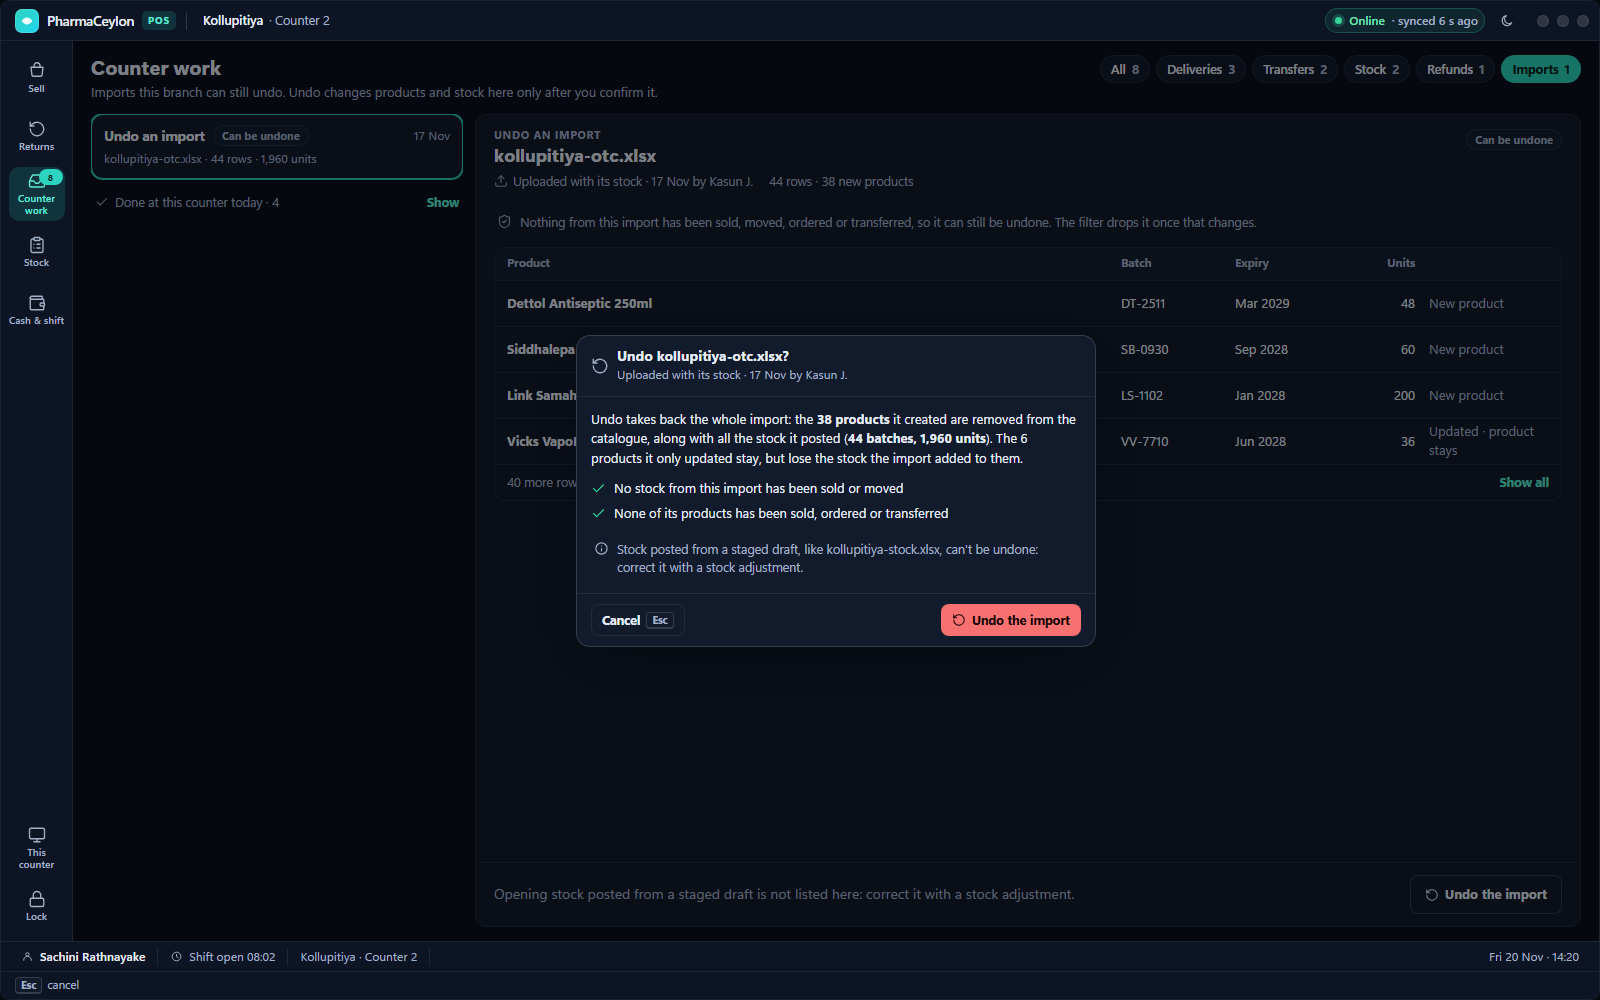 PharmaCeylon POS Kollupitiya · Counter 2
Online · synced 6 s ago
Sell
Returns
8
Counter
work
Stock
Cash & shift
This
counter
Lock
Counter work
Imports this branch can still undo. Undo changes products and stock here only after you confirm it.
All 8 Deliveries 3 Transfers 2 Stock 2 Refunds 1 Imports 1
Undo an import Can be undone 17 Nov
kollupitiya-otc.xlsx · 44 rows · 1,960 units
Done at this counter today · 4 Show
UNDO AN IMPORT
kollupitiya-otc.xlsx
Can be undone
Uploaded with its stock · 17 Nov by Kasun J. 44 rows · 38 new products
Nothing from this import has been sold, moved, ordered or transferred, so it can still be undone. The filter drops it once that changes.
Product Batch Expiry Units
Dettol Antiseptic 250ml DT-2511 Mar 2029 48 New product
Siddhalepa SB-0930 Sep 2028 60 New product
Link Samah LS-1102 Jan 2028 200 New product
Vicks VV-7710 Jun 2028 36 Updated · product
stays
40 more Show all
Undo kollupitiya-otc.xlsx?
Uploaded with its stock · 17 Nov by Kasun J.
Undo takes back the whole import: the 38 products it created are removed from the
catalogue, along with all the stock it posted (44 batches, 1,960 units). The 6
products it only updated stay, but lose the stock the import added to them.
No stock from this import has been sold or moved
None of its products has been sold, ordered or transferred
Stock posted from a staged draft, like kollupitiya-stock.xlsx, can't be undone:
correct it with a stock adjustment.
Cancel Esc Undo the import
Opening stock posted from a staged draft is not listed here: correct it with a stock adjustment.
Undo the import
Sachini Rathnayake Shift open 08:02 Kollupitiya · Counter 2
Fri 20 Nov · 14:20
Esc cancel